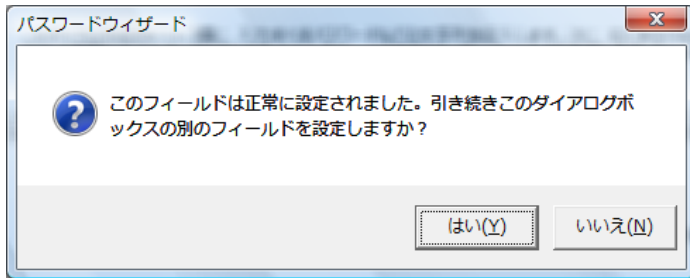 パスワードウィザード
このフィールドは正常に設定されました。引き続きこのダイアログボ
ックスの別のフィールドを設定しますか？
はい(Y)
いいえ(N)